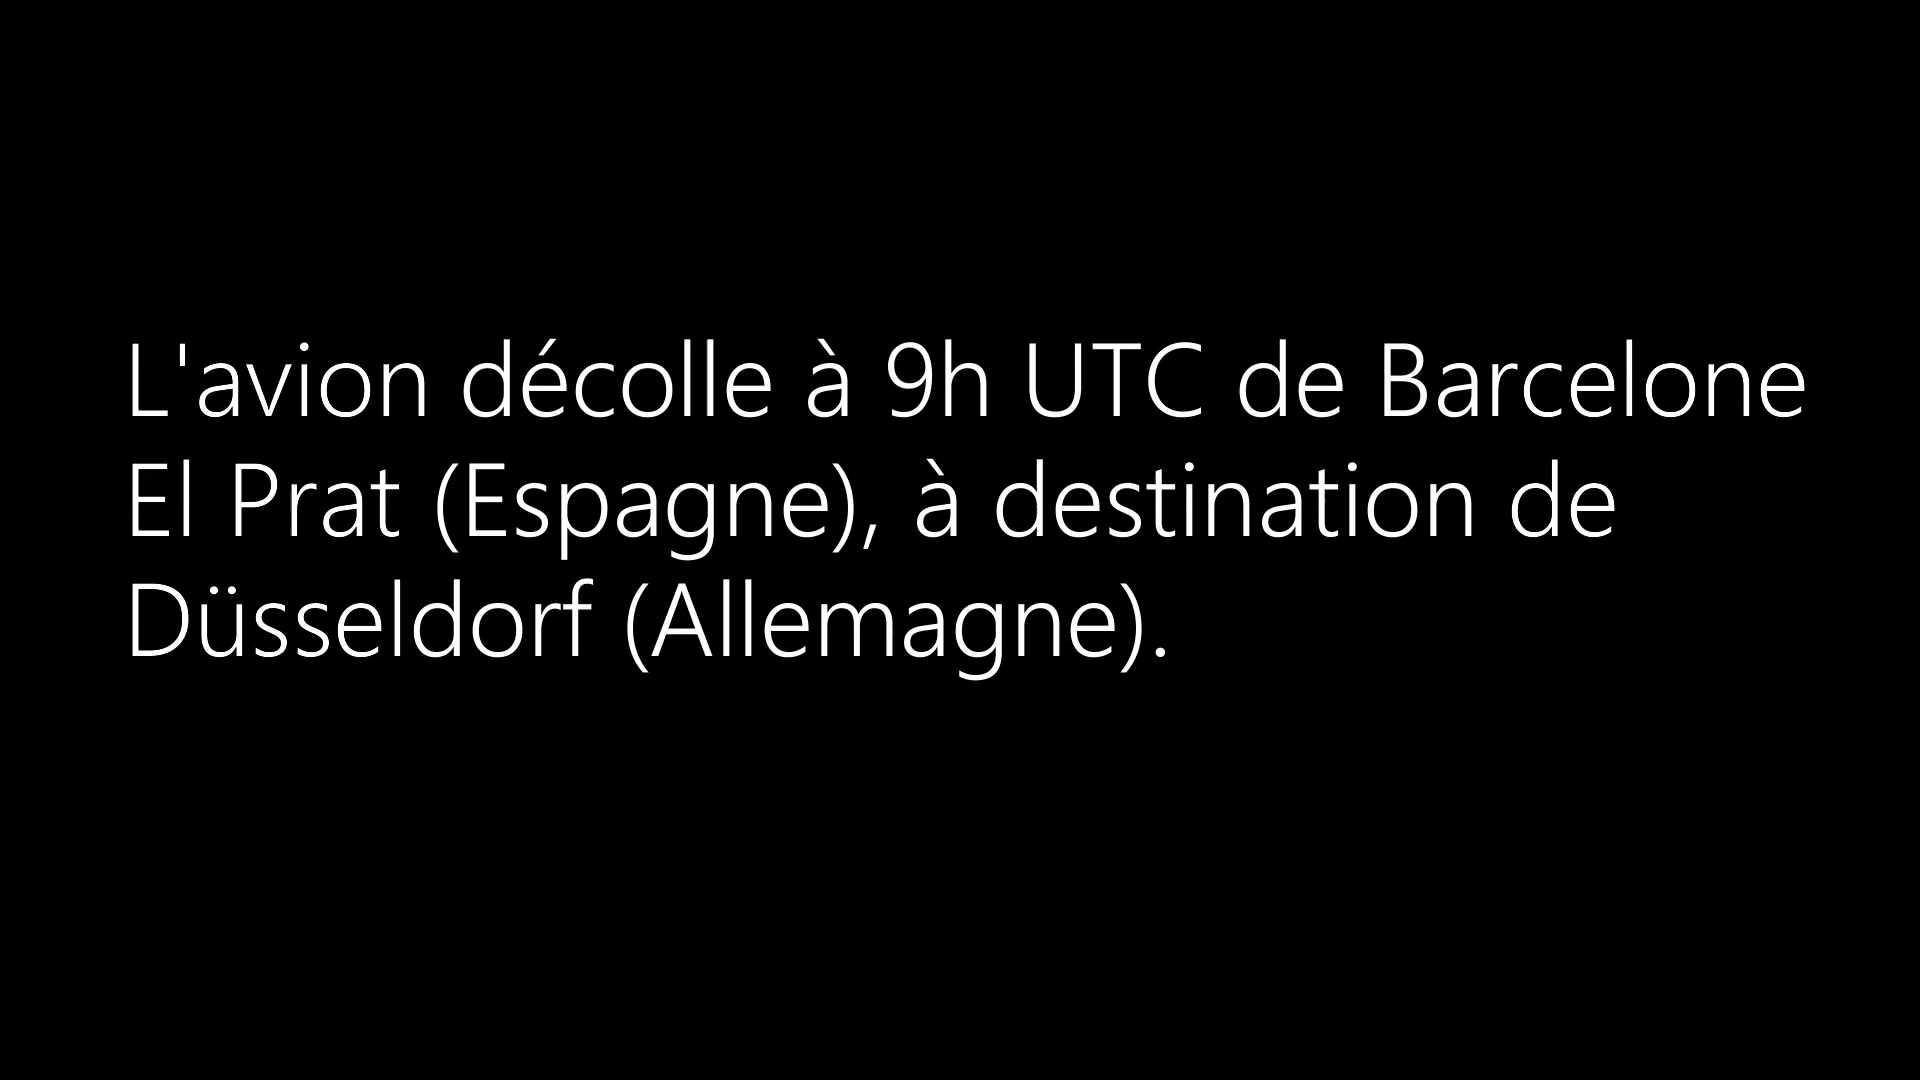 L'avion décolle à 9h UTC de Barcelone
El Prat (Espagne), à destination de
Düsseldorf (Allemagne).